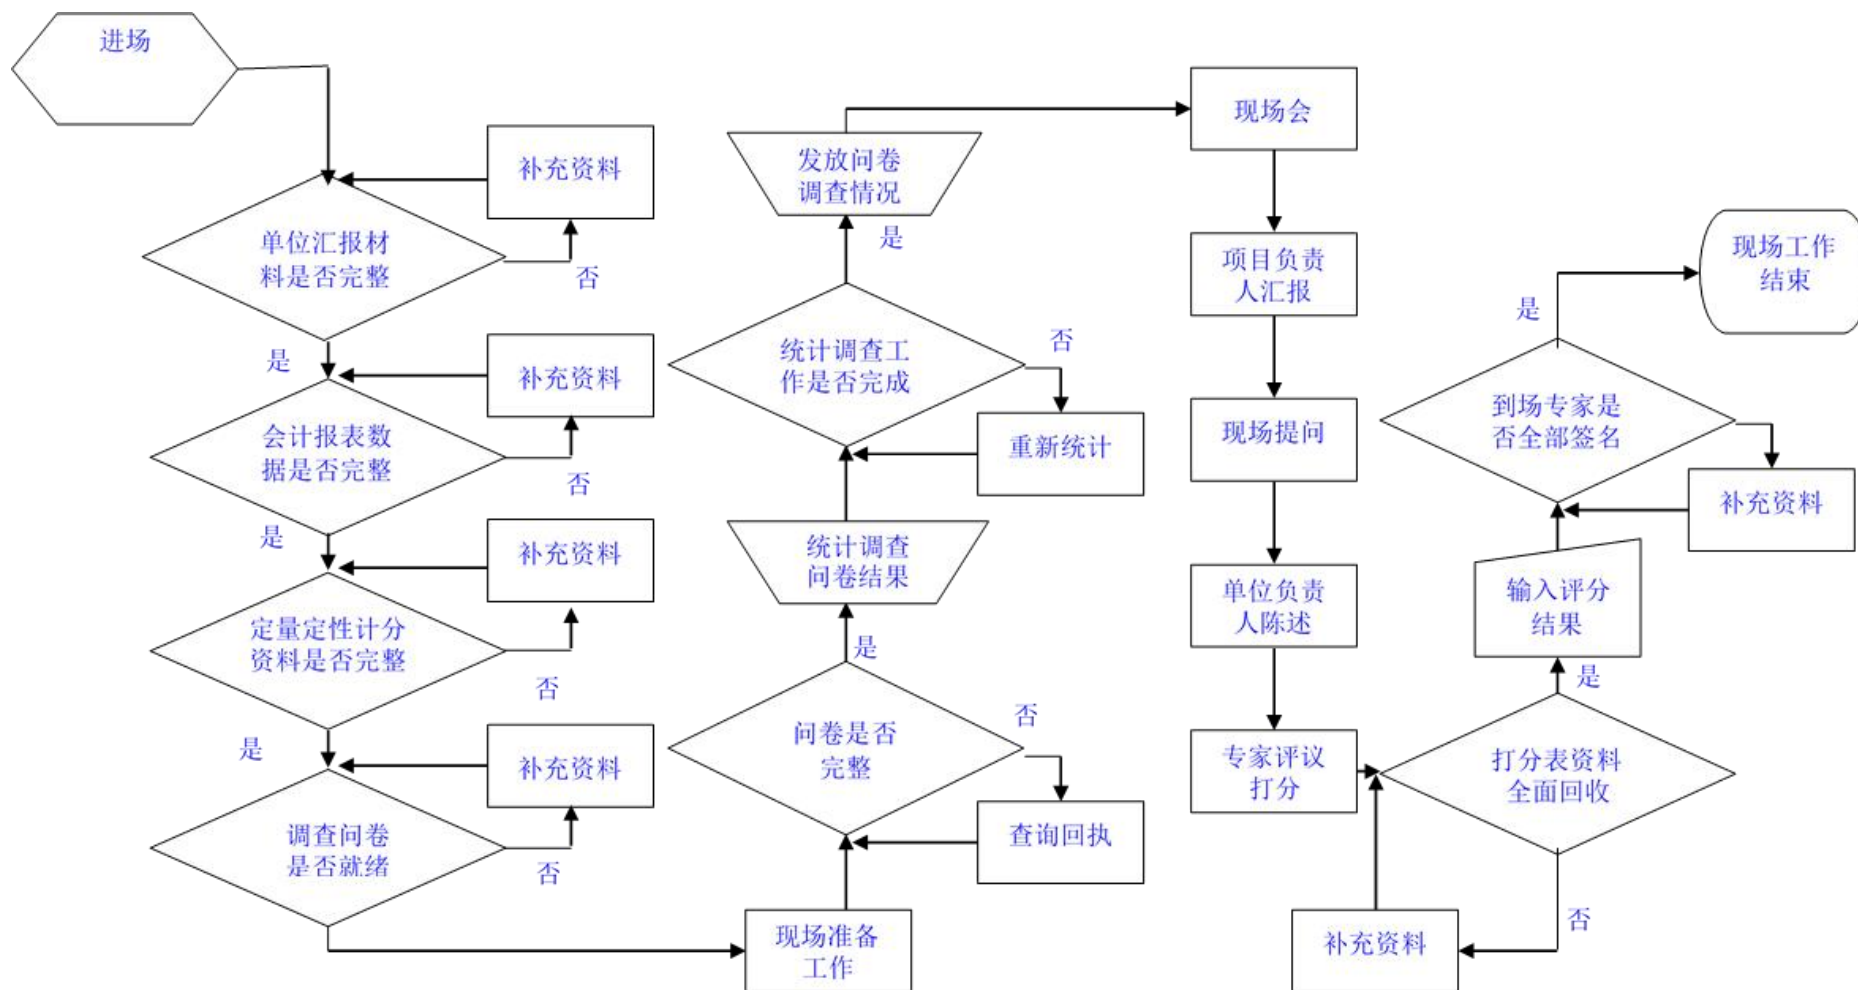 进场
补充资料
单位汇报材
料是否完整
否
是
补充资料
会计报表数
据是否完整
否
是
补充资料
定量定性计分
资料是否完整
否
是
补充资料
调查问卷
是否就绪
否
现场准备
工作
问卷是否
完整
否
查询回执
是
统计调查
问卷结果
统计调查工
作是否完成
否
重新统计
是
发放问卷
调查情况
现场会
项目负责
人汇报
现场提问
单位负责
人陈述
专家评议
打分
打分表资料
全面回收
否
补充资料
是
输入评分
结果
到场专家是
否全部签名
补充资料
是
现场工作
结束